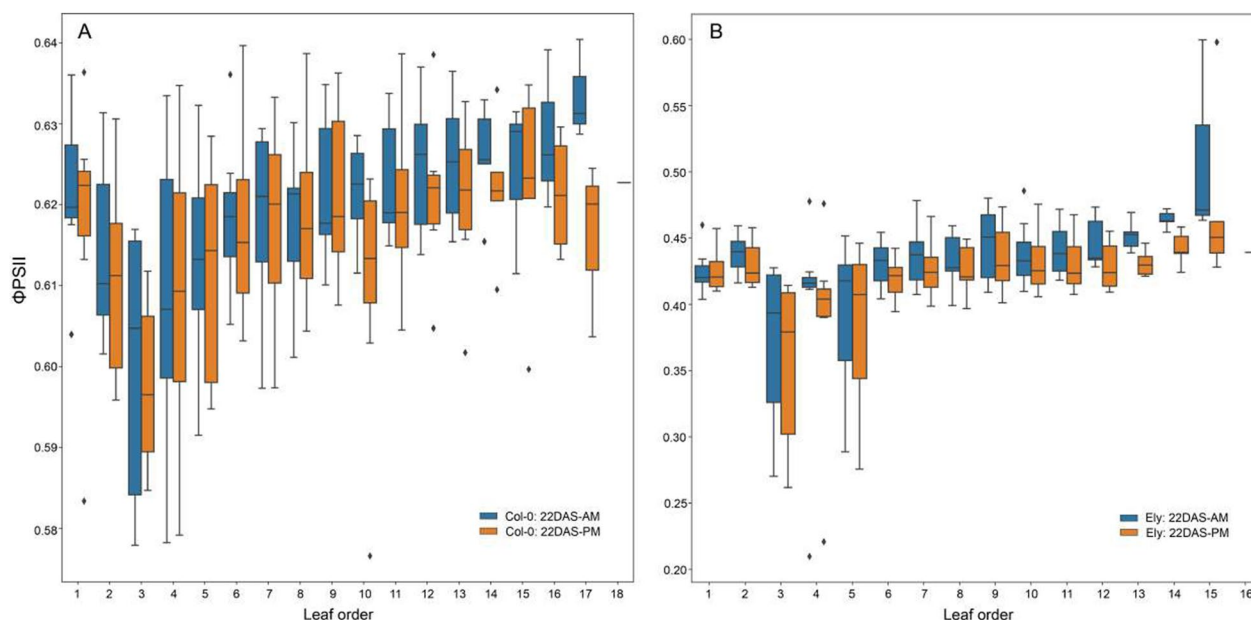 A
ΦPSII
0.64
0.63
0.62
0.61
0.60
0.59
0.58
Col-0: 22DAS-AM
Col-0: 22DAS-PM
1 2 3 4 5 6 7 8 9 10 11 12 13 14 15 16 17 18
Leaf order
B
0.60
0.55
0.50
0.45
0.40
0.35
0.30
0.25
0.20
Ely: 22DAS-AM
Ely: 22DAS-PM
1 2 3 4 5 6 7 8 9 10 11 12 13 14 15 16
Leaf order